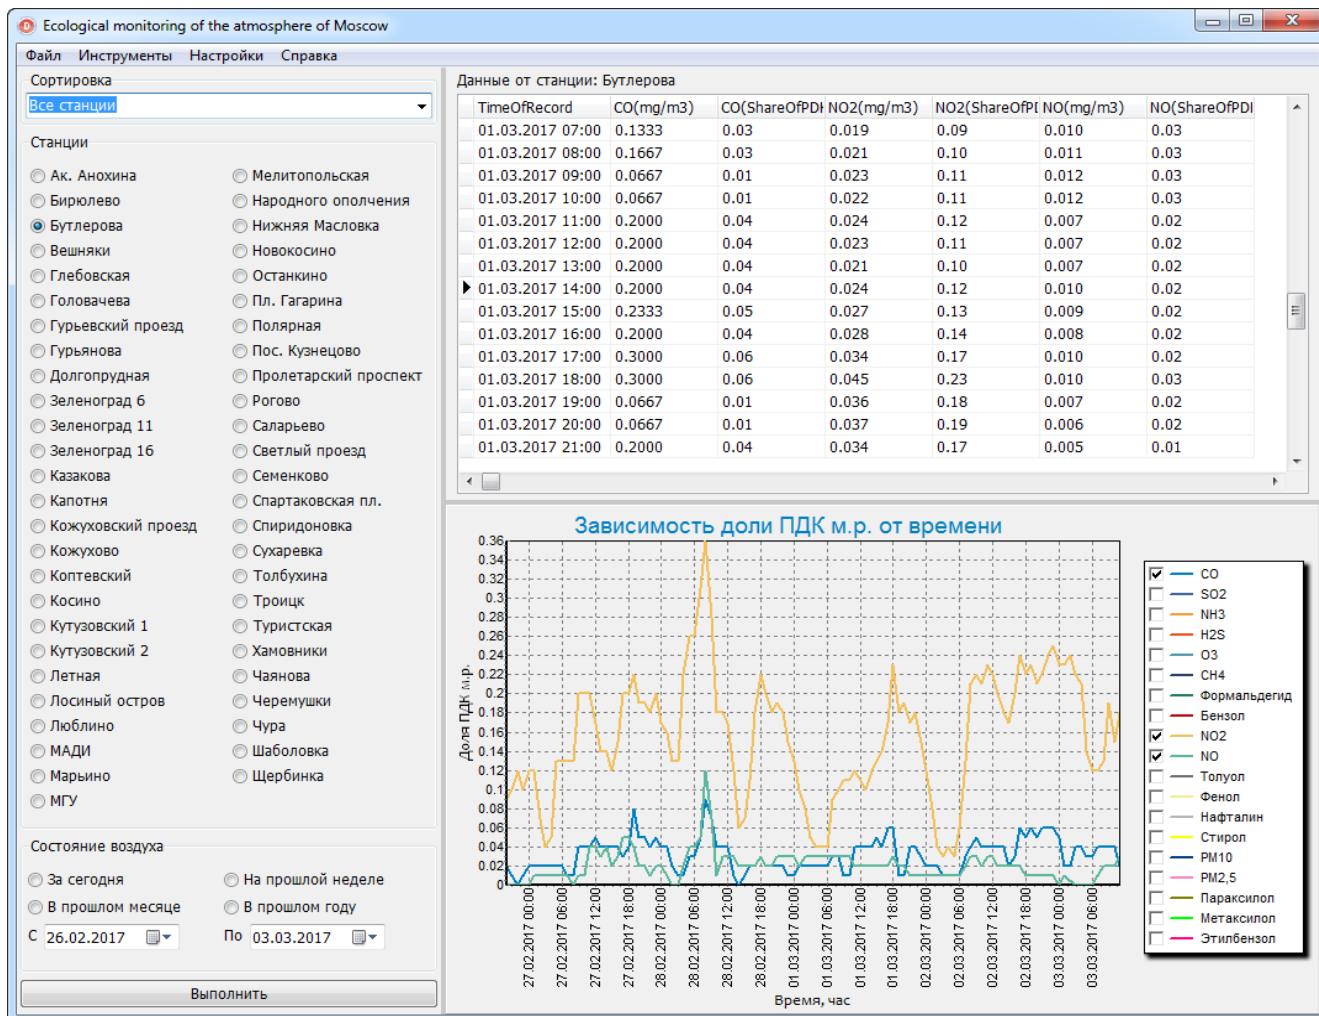 Ecological monitoring of the atmosphere of Moscow
Файл Инструменты Настройки Справка
Сортировка
Все станции
Станции
Ак. Анохина
Бирюлево
Бутлерова
Вешняки
Глебовская
Головачева
Гурьевский проезд
Гурьянова
Долгопрудная
Зеленоград 6
Зеленоград 11
Зеленоград 16
Казакова
Капотня
Кожуховский проезд
Кожухово
Коптевский
Косино
Кутузовский 1
Кутузовский 2
Летная
Лосиный остров
Люблино
МАДИ
Марьино
МГУ
Мелитопольская
Народного ополчения
Нижняя Масловка
Новокосино
Останкино
Пл. Гагарина
Полярная
Пос. Кузнецово
Пролетарский проспект
Рогово
Саларьево
Светлый проезд
Семенково
Спартаковская пл.
Спиридоновка
Сухаревка
Толбухина
Троицк
Туристская
Хамовники
Чаянова
Черемушки
Чура
Шаболовка
Щербинка
Состояние воздуха
За сегодня На прошлой неделе
В прошлом месяце В прошлом году
С 26.02.2017 По 03.03.2017
Выполнить
Данные от станции: Бутлерова
TimeOfRecord CO(mg/m3) CO(ShareOfPDK NO2(mg/m3) NO2(ShareOfPD NO(mg/m3) NO(ShareOfPDK
01.03.2017 07:00 0.1333 0.03 0.019 0.09 0.010 0.03
01.03.2017 08:00 0.1667 0.03 0.021 0.10 0.011 0.03
01.03.2017 09:00 0.0667 0.01 0.023 0.11 0.012 0.03
01.03.2017 10:00 0.0667 0.01 0.022 0.11 0.012 0.03
01.03.2017 11:00 0.2000 0.04 0.024 0.12 0.007 0.02
01.03.2017 12:00 0.2000 0.04 0.023 0.11 0.007 0.02
01.03.2017 13:00 0.2000 0.04 0.021 0.10 0.007 0.02
01.03.2017 14:00 0.2000 0.04 0.024 0.12 0.010 0.02
01.03.2017 15:00 0.2333 0.05 0.027 0.13 0.009 0.02
01.03.2017 16:00 0.2000 0.04 0.028 0.14 0.008 0.02
01.03.2017 17:00 0.3000 0.06 0.034 0.17 0.010 0.02
01.03.2017 18:00 0.3000 0.06 0.045 0.23 0.010 0.03
01.03.2017 19:00 0.0667 0.01 0.036 0.18 0.007 0.02
01.03.2017 20:00 0.0667 0.01 0.037 0.19 0.006 0.02
01.03.2017 21:00 0.2000 0.04 0.034 0.17 0.005 0.01
Зависимость доли ПДК м.р. от времени
Доля ПДК м.р.
0.36
0.34
0.32
0.3
0.28
0.26
0.24
0.22
0.2
0.18
0.16
0.14
0.12
0.1
0.08
0.06
0.04
0.02
0
27.02.2017 00:00
27.02.2017 06:00
27.02.2017 12:00
27.02.2017 18:00
28.02.2017 00:00
28.02.2017 06:00
28.02.2017 12:00
28.02.2017 18:00
01.03.2017 00:00
01.03.2017 06:00
01.03.2017 12:00
01.03.2017 18:00
02.03.2017 00:00
02.03.2017 06:00
02.03.2017 12:00
02.03.2017 18:00
03.03.2017 00:00
03.03.2017 06:00
Время, час
CO
SO2
NH3
H2S
O3
CH4
Формальдегид
Бензол
NO2
NO
Толуол
Фенол
Нафталин
Стирол
PM10
PM2,5
Параксилол
Метаксилол
Этилбензол